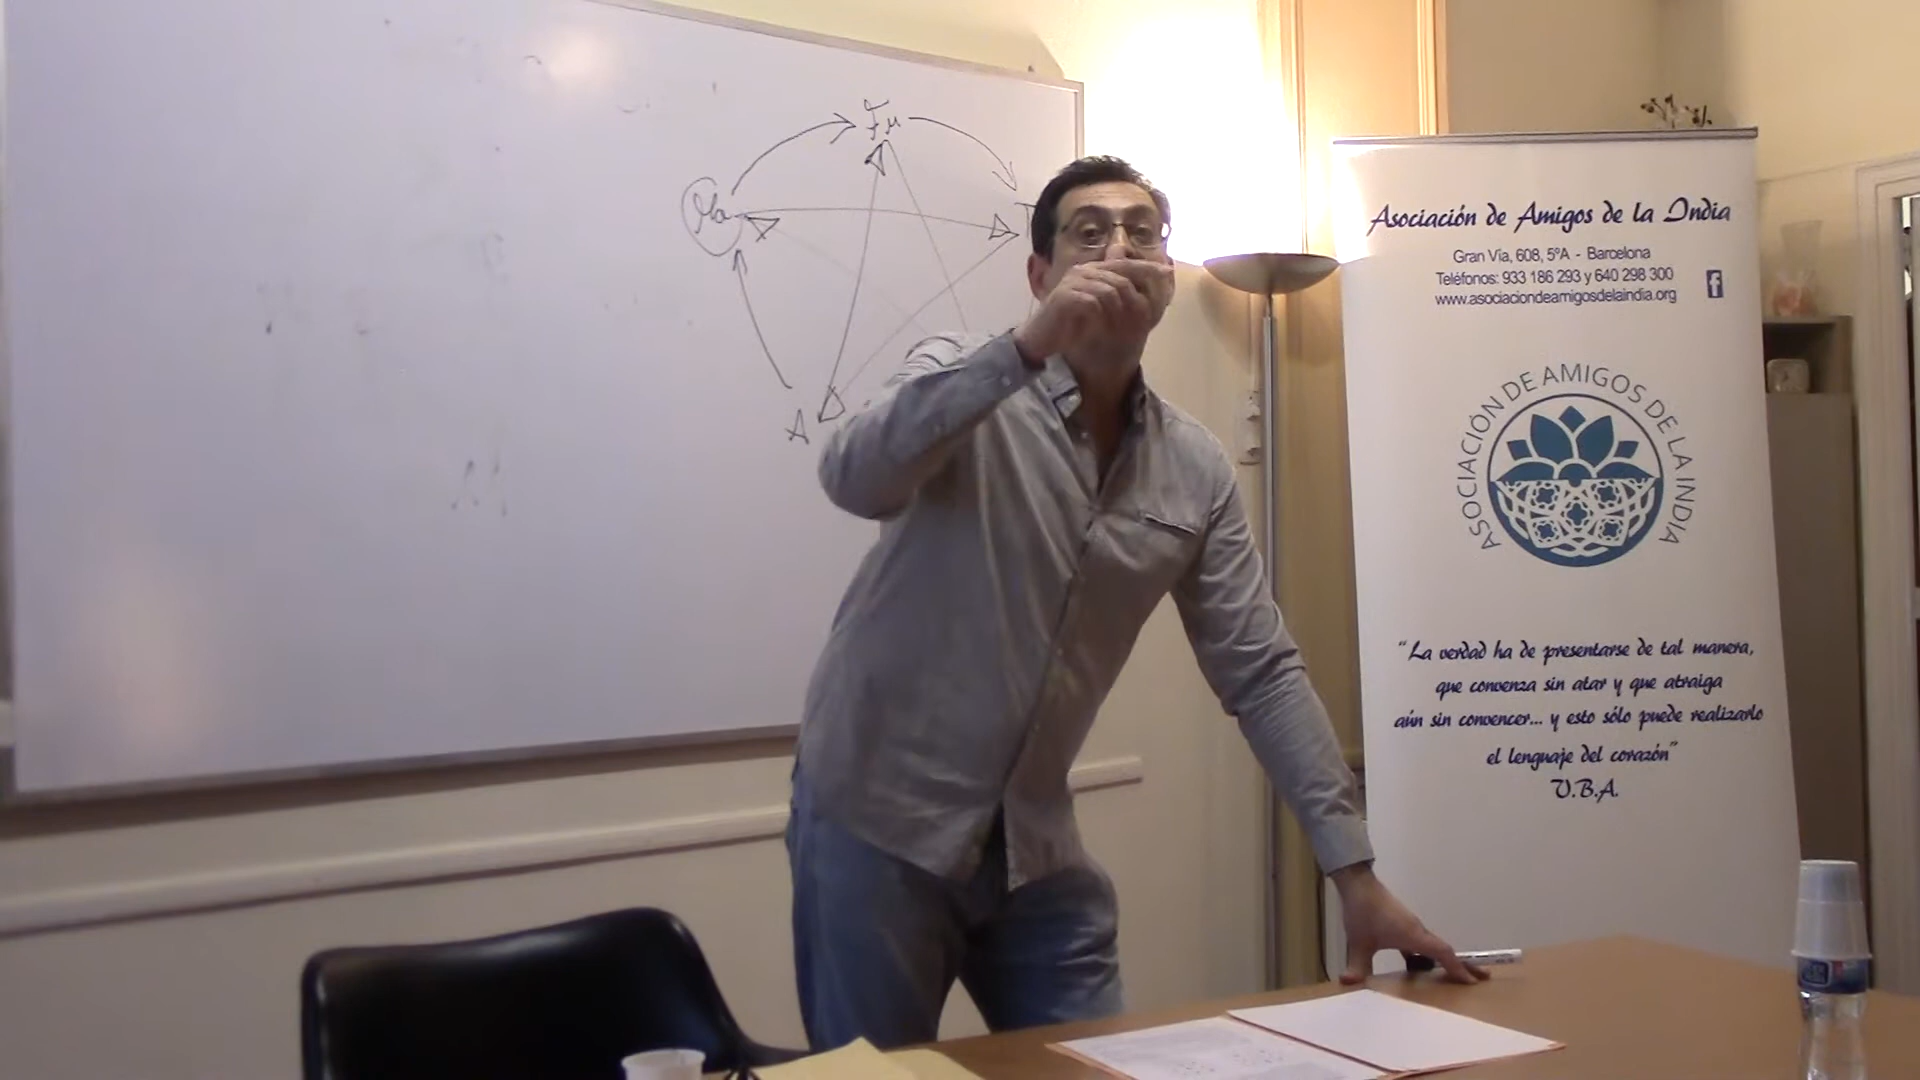 Fu
Ma
T
A
Asociación de Amigos de la India
Gran Vía, 608, 5ºA - Barcelona
Teléfonos: 933 186 293 y 640 298 300
www.asociaciondeamigosdelaindia.org
f
ASOCIACIÓN DE AMIGOS DE LA INDIA
"La verdad ha de presentarse de tal manera,
que convenza sin atar y que atraiga
aún sin convencer... y esto sólo puede realizarlo
el lenguaje del corazón"
V.B.A.